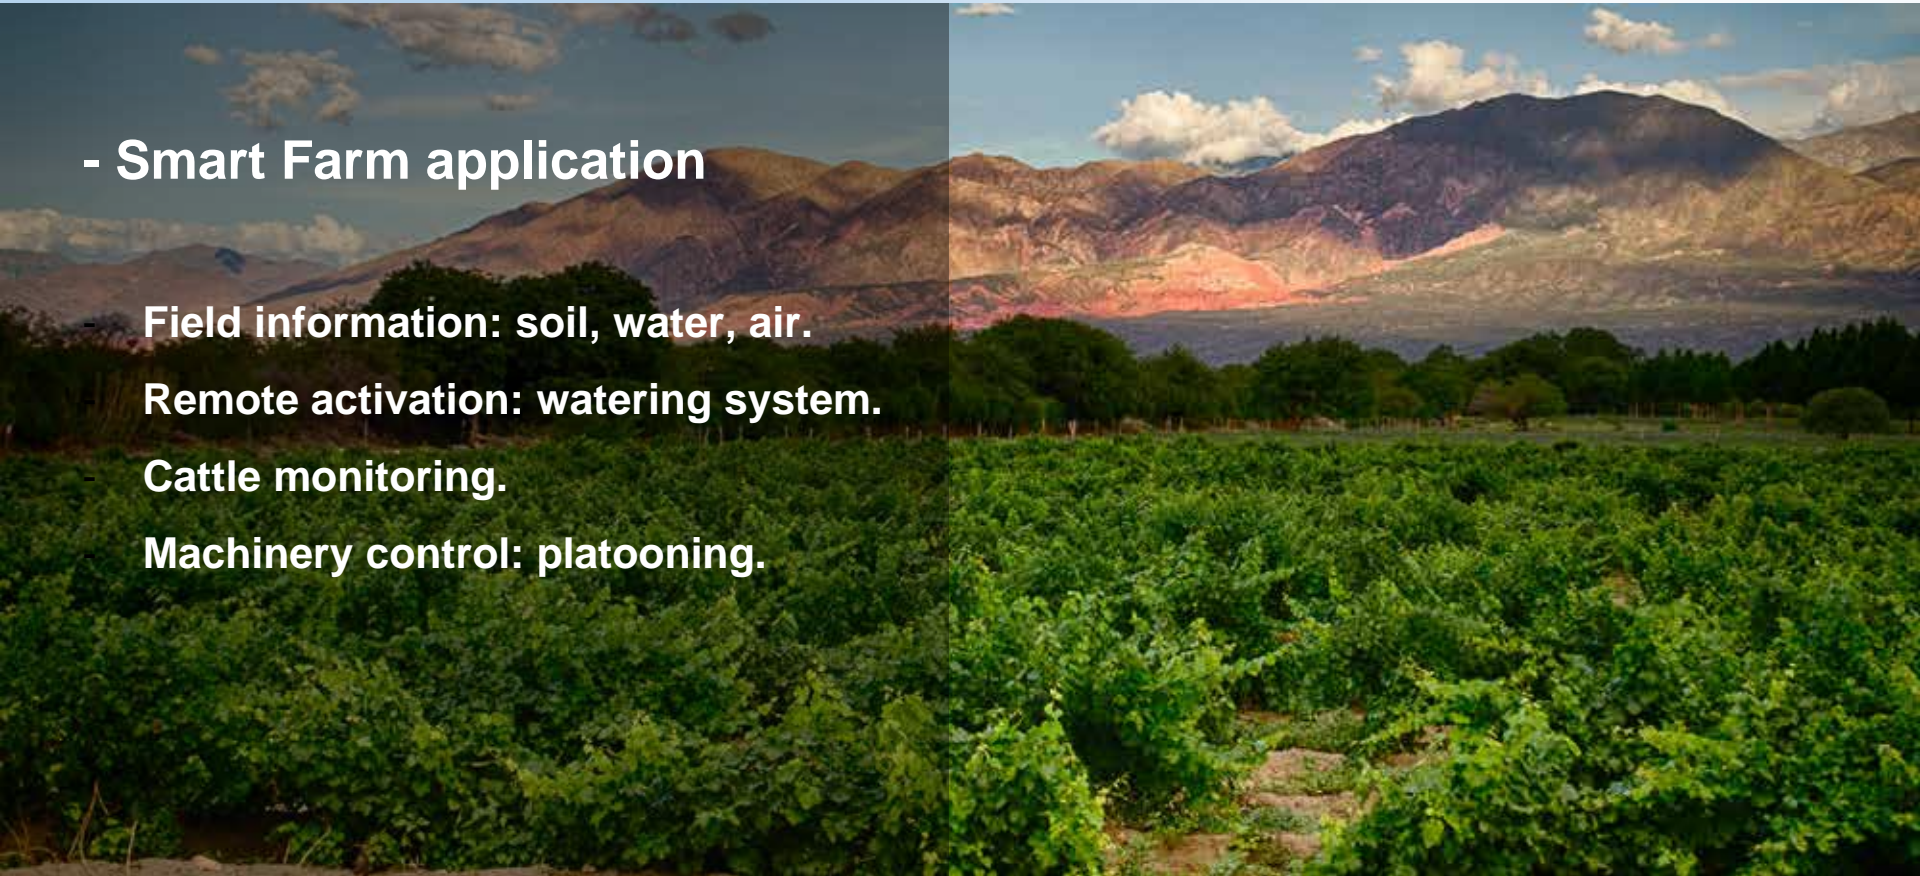 - Smart Farm application
- Field information: soil, water, air.
- Remote activation: watering system.
- Cattle monitoring.
- Machinery control: platooning.